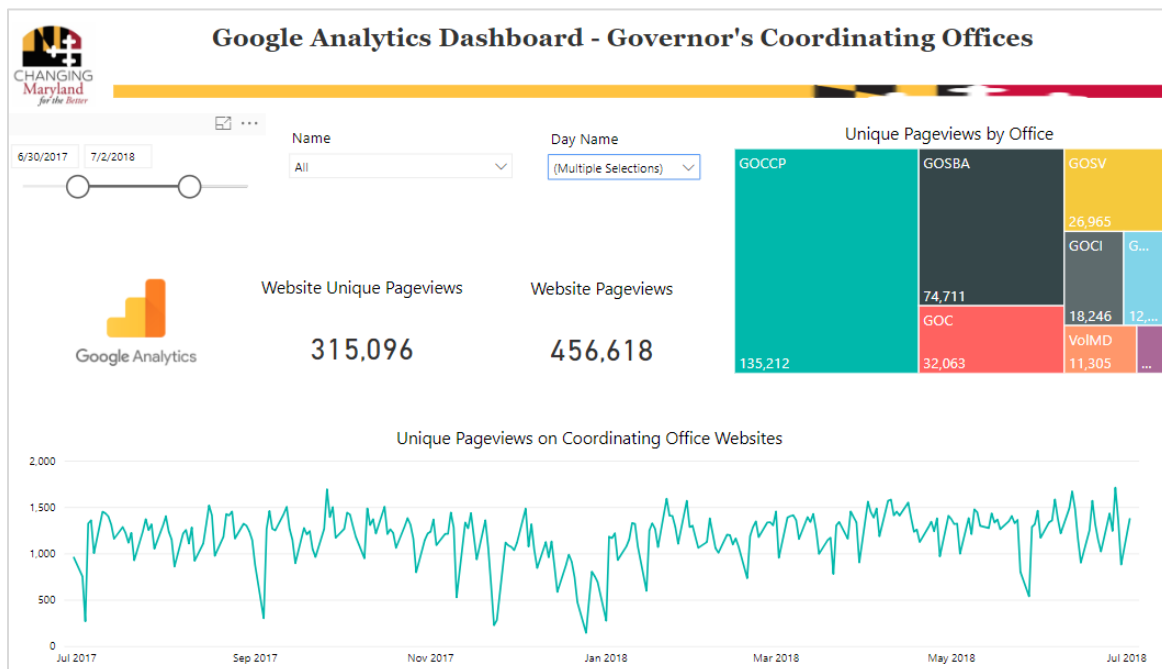 Google Analytics Dashboard - Governor's Coordinating Offices
CHANGING
Maryland
for the Better
6/30/2017 7/2/2018
Name
All
Day Name
(Multiple Selections)
Website Unique Pageviews
315,096
Website Pageviews
456,618
Google Analytics
Unique Pageviews by Office
GOCCP
135,212
GOSBA
74,711
GOC
32,063
GOSV
26,965
GOCI
18,246
G...
12,...
VolMD
11,305
...
Unique Pageviews on Coordinating Office Websites
2,000
1,500
1,000
500
0
Jul 2017 Sep 2017 Nov 2017 Jan 2018 Mar 2018 May 2018 Jul 2018